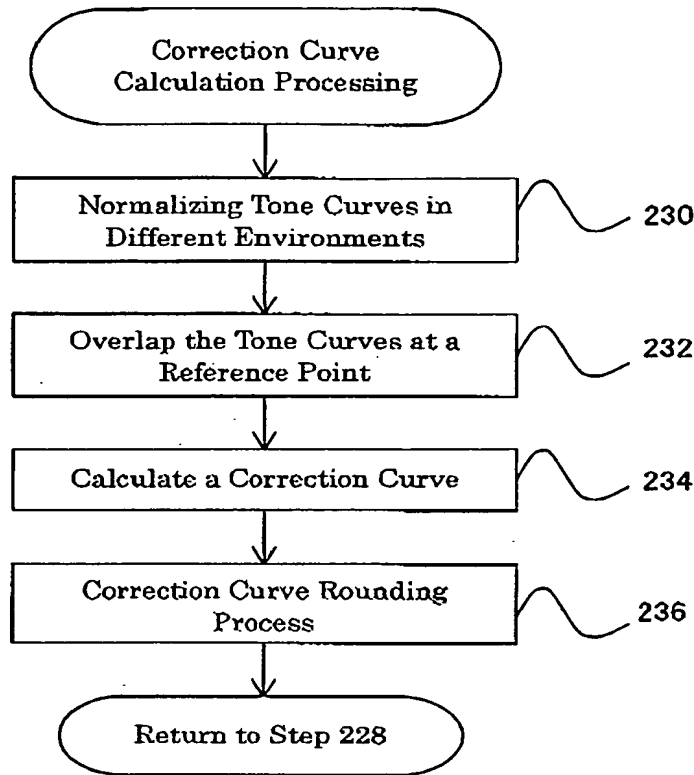 Correction Curve
Calculation Processing
Normalizing Tone Curves in
Different Environments
230
Overlap the Tone Curves at a
Reference Point
232
Calculate a Correction Curve
234
Correction Curve Rounding
Process
236
Return to Step 228